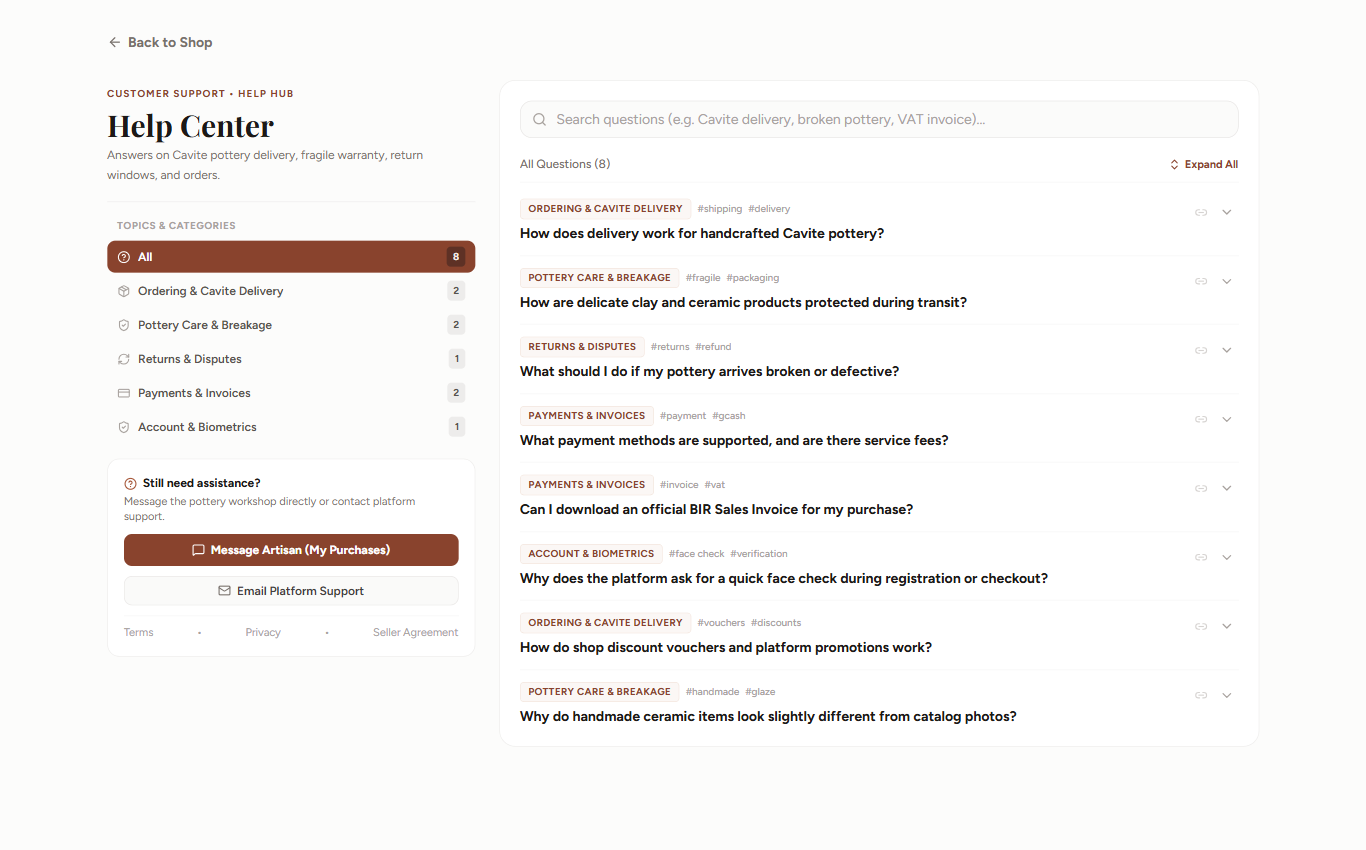 Back to Shop
CUSTOMER SUPPORT • HELP HUB
Help Center
Answers on Cavite pottery delivery, fragile warranty, return
windows, and orders.
TOPICS & CATEGORIES
All 8
Ordering & Cavite Delivery 2
Pottery Care & Breakage 2
Returns & Disputes 1
Payments & Invoices 2
Account & Biometrics 1
Still need assistance?
Message the pottery workshop directly or contact platform
support.
Message Artisan (My Purchases)
Email Platform Support
Terms • Privacy • Seller Agreement
Search questions (e.g. Cavite delivery, broken pottery, VAT invoice)...
All Questions (8) Expand All
ORDERING & CAVITE DELIVERY #shipping #delivery
How does delivery work for handcrafted Cavite pottery?
POTTERY CARE & BREAKAGE #fragile #packaging
How are delicate clay and ceramic products protected during transit?
RETURNS & DISPUTES #returns #refund
What should I do if my pottery arrives broken or defective?
PAYMENTS & INVOICES #payment #gcash
What payment methods are supported, and are there service fees?
PAYMENTS & INVOICES #invoice #vat
Can I download an official BIR Sales Invoice for my purchase?
ACCOUNT & BIOMETRICS #face check #verification
Why does the platform ask for a quick face check during registration or checkout?
ORDERING & CAVITE DELIVERY #vouchers #discounts
How do shop discount vouchers and platform promotions work?
POTTERY CARE & BREAKAGE #handmade #glaze
Why do handmade ceramic items look slightly different from catalog photos?